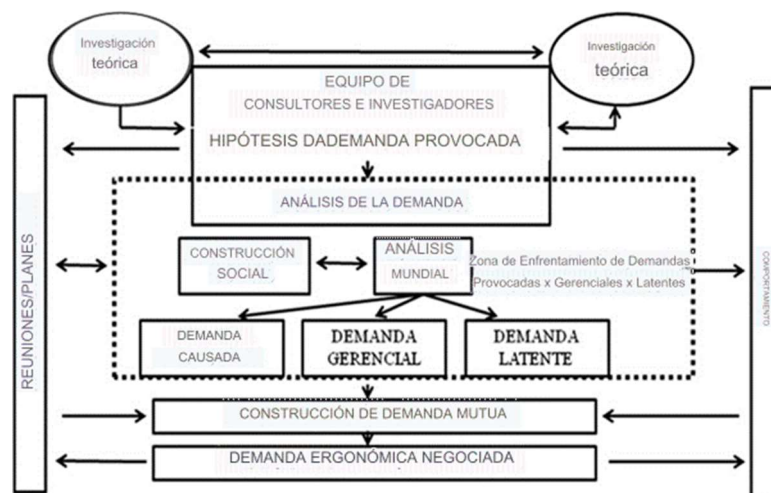 Investigación
teórica
Investigación
teórica
EQUIPO DE
CONSULTORES E INVESTIGADORES
HIPÓTESIS DADEMANDA PROVOCADA
ANÁLISIS DE LA DEMANDA
CONSTRUCCIÓN
SOCIAL
ANÁLISIS
MUNDIAL
Zona de Enfrentamiento de Demandas
Provocadas x Gerenciales x Latentes
DEMANDA
CAUSADA
DEMANDA
GERENCIAL
DEMANDA
LATENTE
CONSTRUCCIÓN DE DEMANDA MUTUA
DEMANDA ERGONÓMICA NEGOCIADA
REUNIONES/PLANES
COMPORTAMIENTO